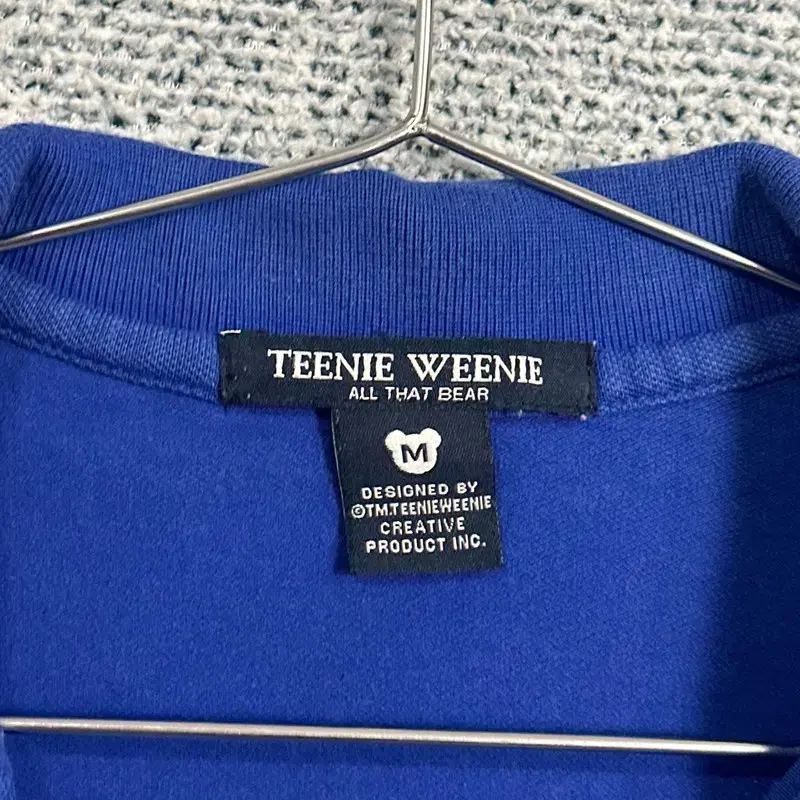 TEENIE WEENIE
ALL THAT BEAR
M
DESIGNED BY
©TM.TEENIEWEENIE
CREATIVE
PRODUCT INC.